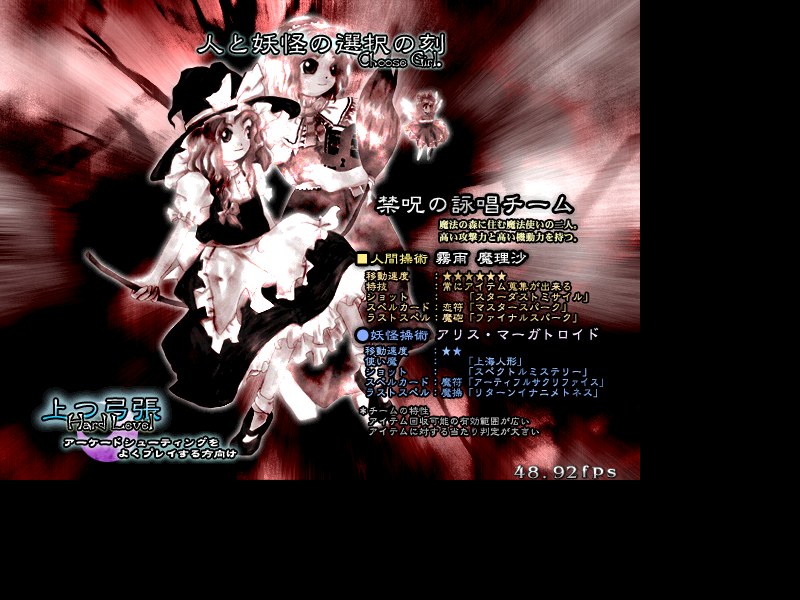 人と妖怪の選択の刻
Choose Girl.
禁呪の詠唱チーム
魔法の森に住む魔法使いの二人。
高い攻撃力と高い機動力を持つ。
■人間操術 霧雨 魔理沙
移動速度 :★★★★★★
特技 :常にアイテム蒐集が出来る
ショット : 「スターダストミサイル」
スペルカード:恋符「マスタースパーク」
ラストスペル:魔砲「ファイナルスパーク」
●妖怪操術 アリス・マーガトロイド
移動速度 :★★
使い魔 : 「上海人形」
ショット : 「スペクトルミステリー」
スペルカード:魔符「アーティフルサクリファイス」
ラストスペル:魔操「リターンイナニメトネス」
*チームの特性
アイテム回収可能の有効範囲が広い
アイテムに対する当たり判定が大きい
上つ弓張
Hard Level
アーケードシューティングを
よくプレイする方向け
48.92fps